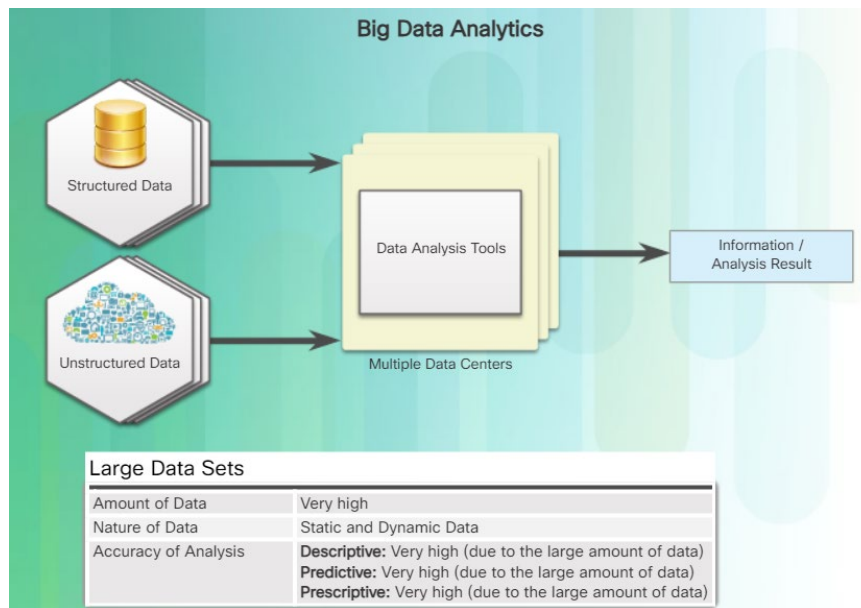 Big Data Analytics
Structured Data
Data Analysis Tools
Information /
Analysis Result
Unstructured Data
Multiple Data Centers
Large Data Sets
Amount of Data Very high
Nature of Data Static and Dynamic Data
Accuracy of Analysis Descriptive: Very high (due to the large amount of data)
Predictive: Very high (due to the large amount of data)
Prescriptive: Very high (due to the large amount of data)